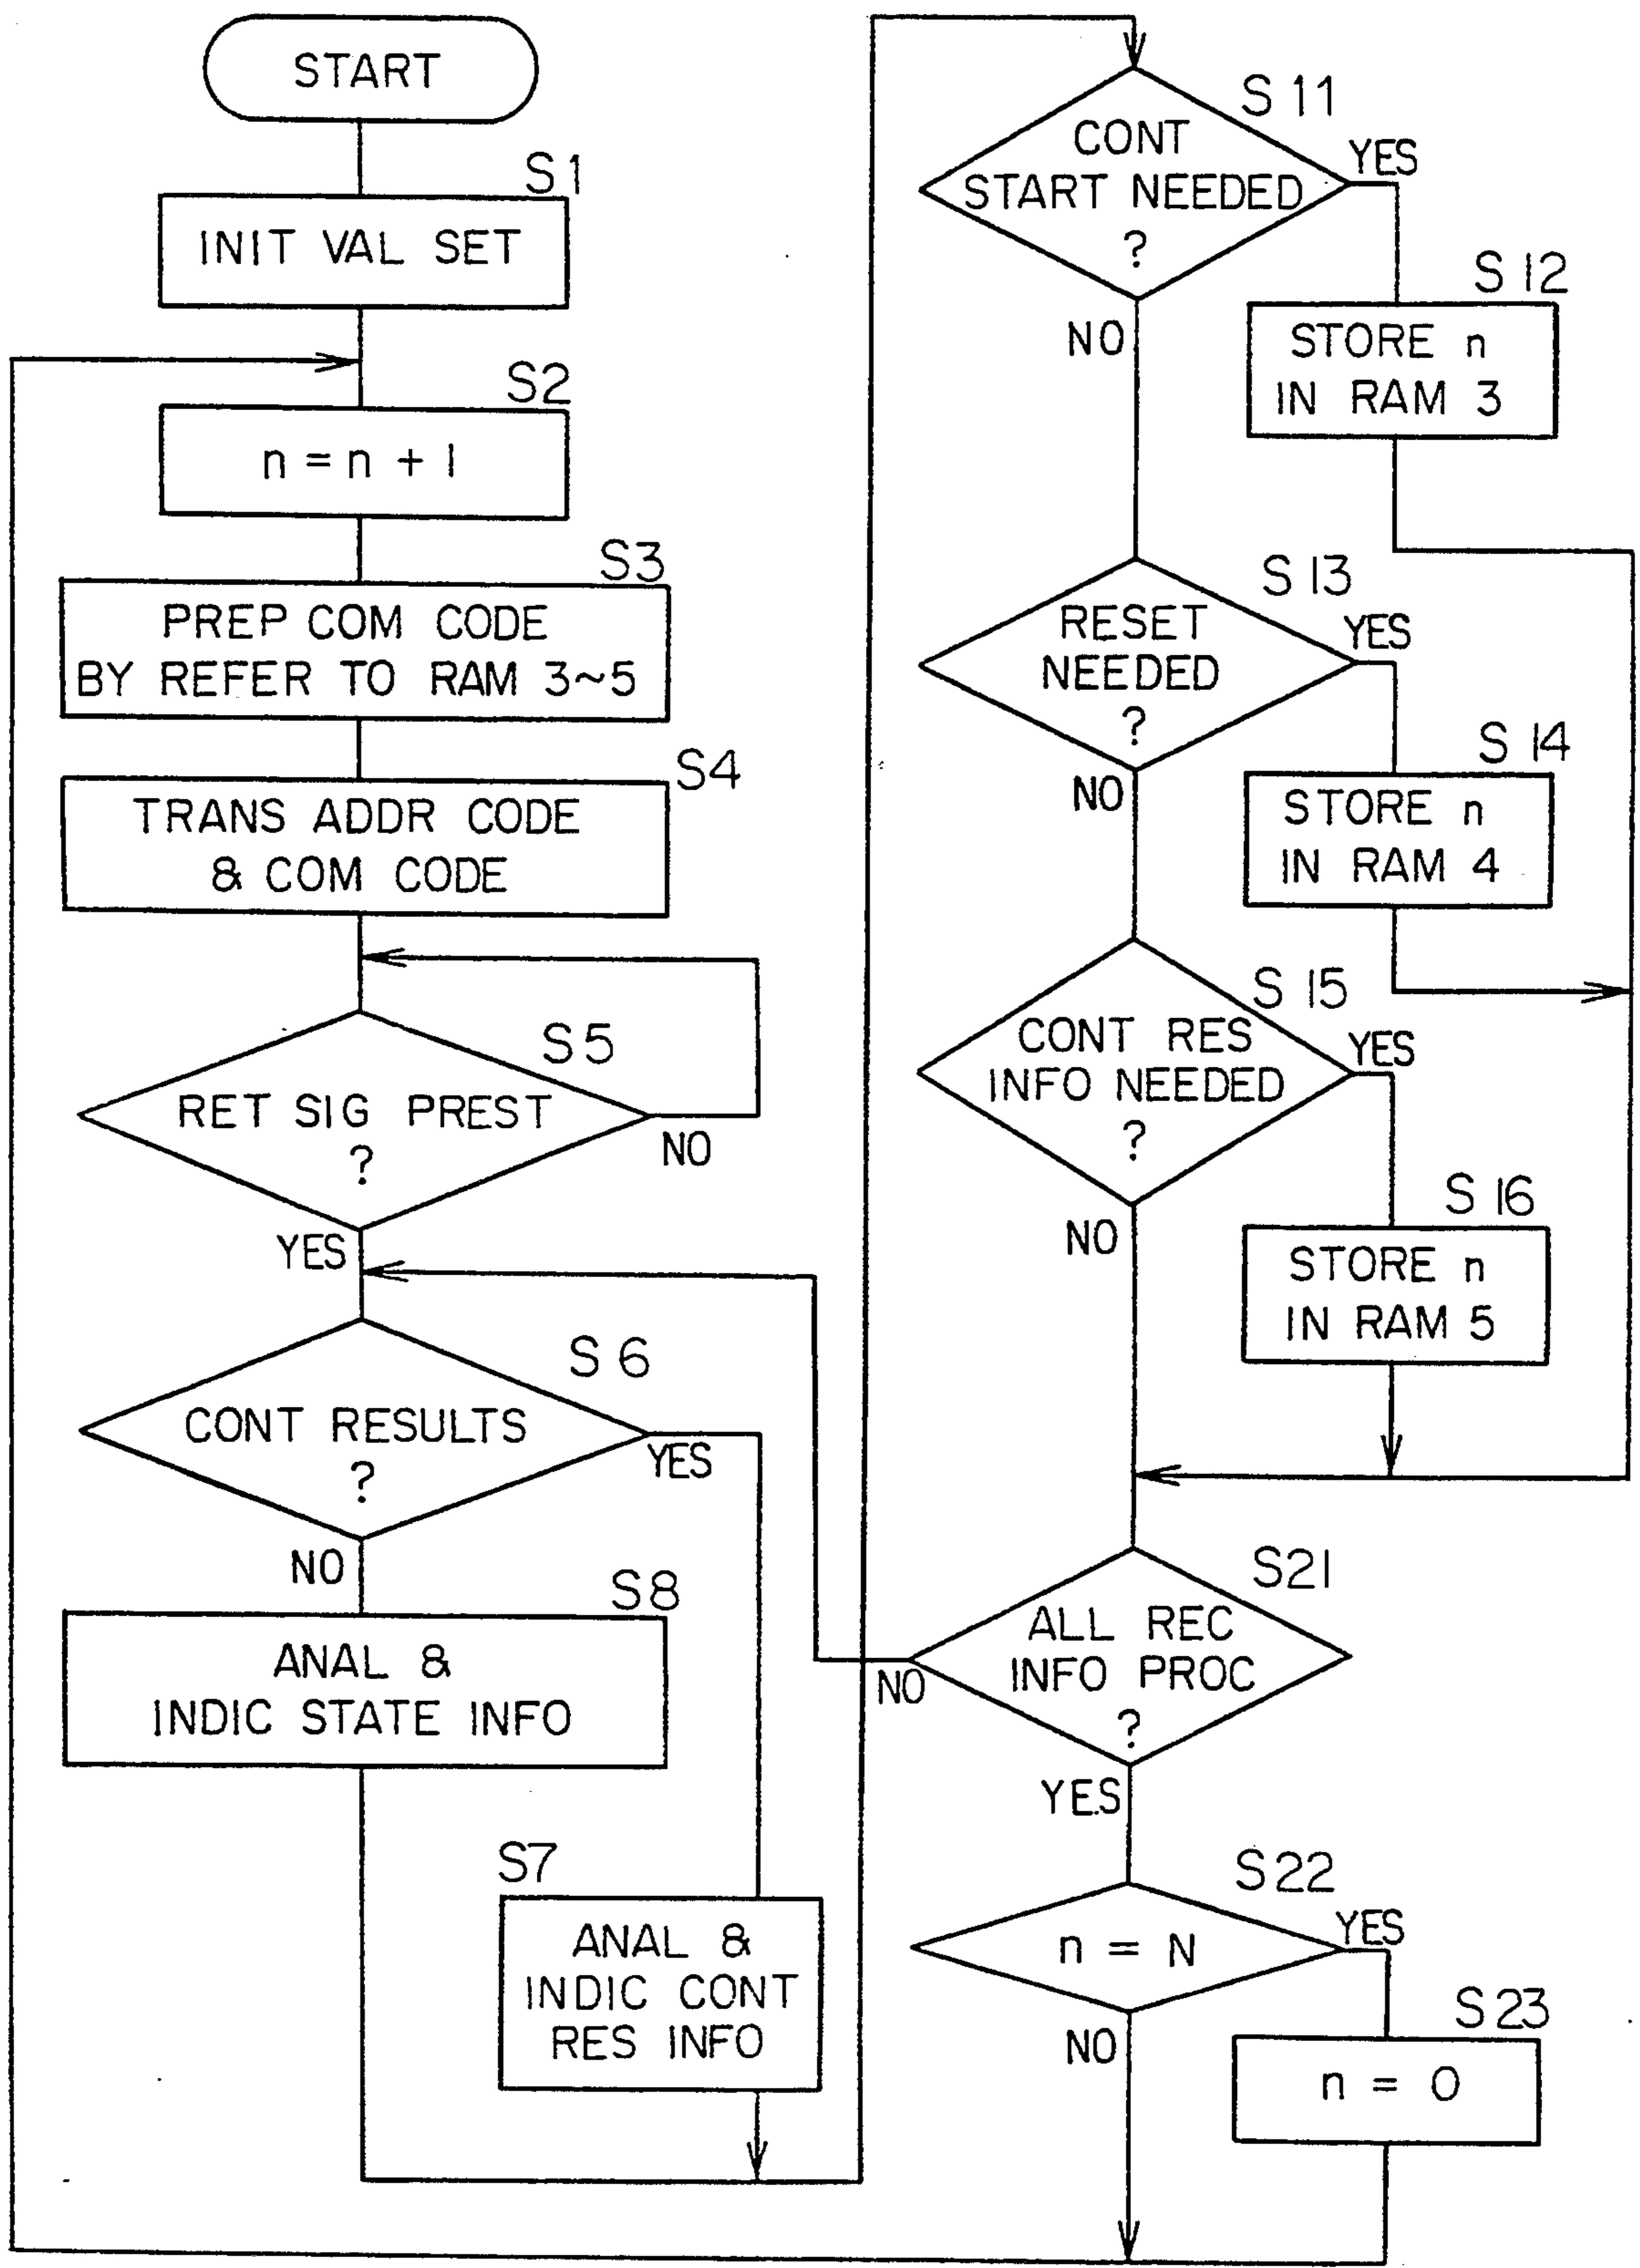 START
S1
INIT VAL SET
S2
n = n + 1
S3
PREP COM CODE
BY REFER TO RAM 3~5
S4
TRANS ADDR CODE
& COM CODE
S5
RET SIG PREST
?
NO
YES
S6
CONT RESULTS
?
YES
NO
S8
ANAL &
INDIC STATE INFO
S7
ANAL &
INDIC CONT
RES INFO
S11
CONT
START NEEDED
?
YES
NO
S12
STORE n
IN RAM 3
S13
RESET
NEEDED
?
YES
NO
S14
STORE n
IN RAM 4
S15
CONT RES
INFO NEEDED
?
YES
NO
S16
STORE n
IN RAM 5
S21
ALL REC
INFO PROC
?
NO
YES
S22
n = N
YES
NO
S23
n = 0